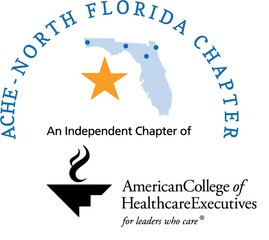 ACHE-NORTH FLORIDA CHAPTER
An Independent Chapter of
AmericanCollege of
HealthcareExecutives
for leaders who care®